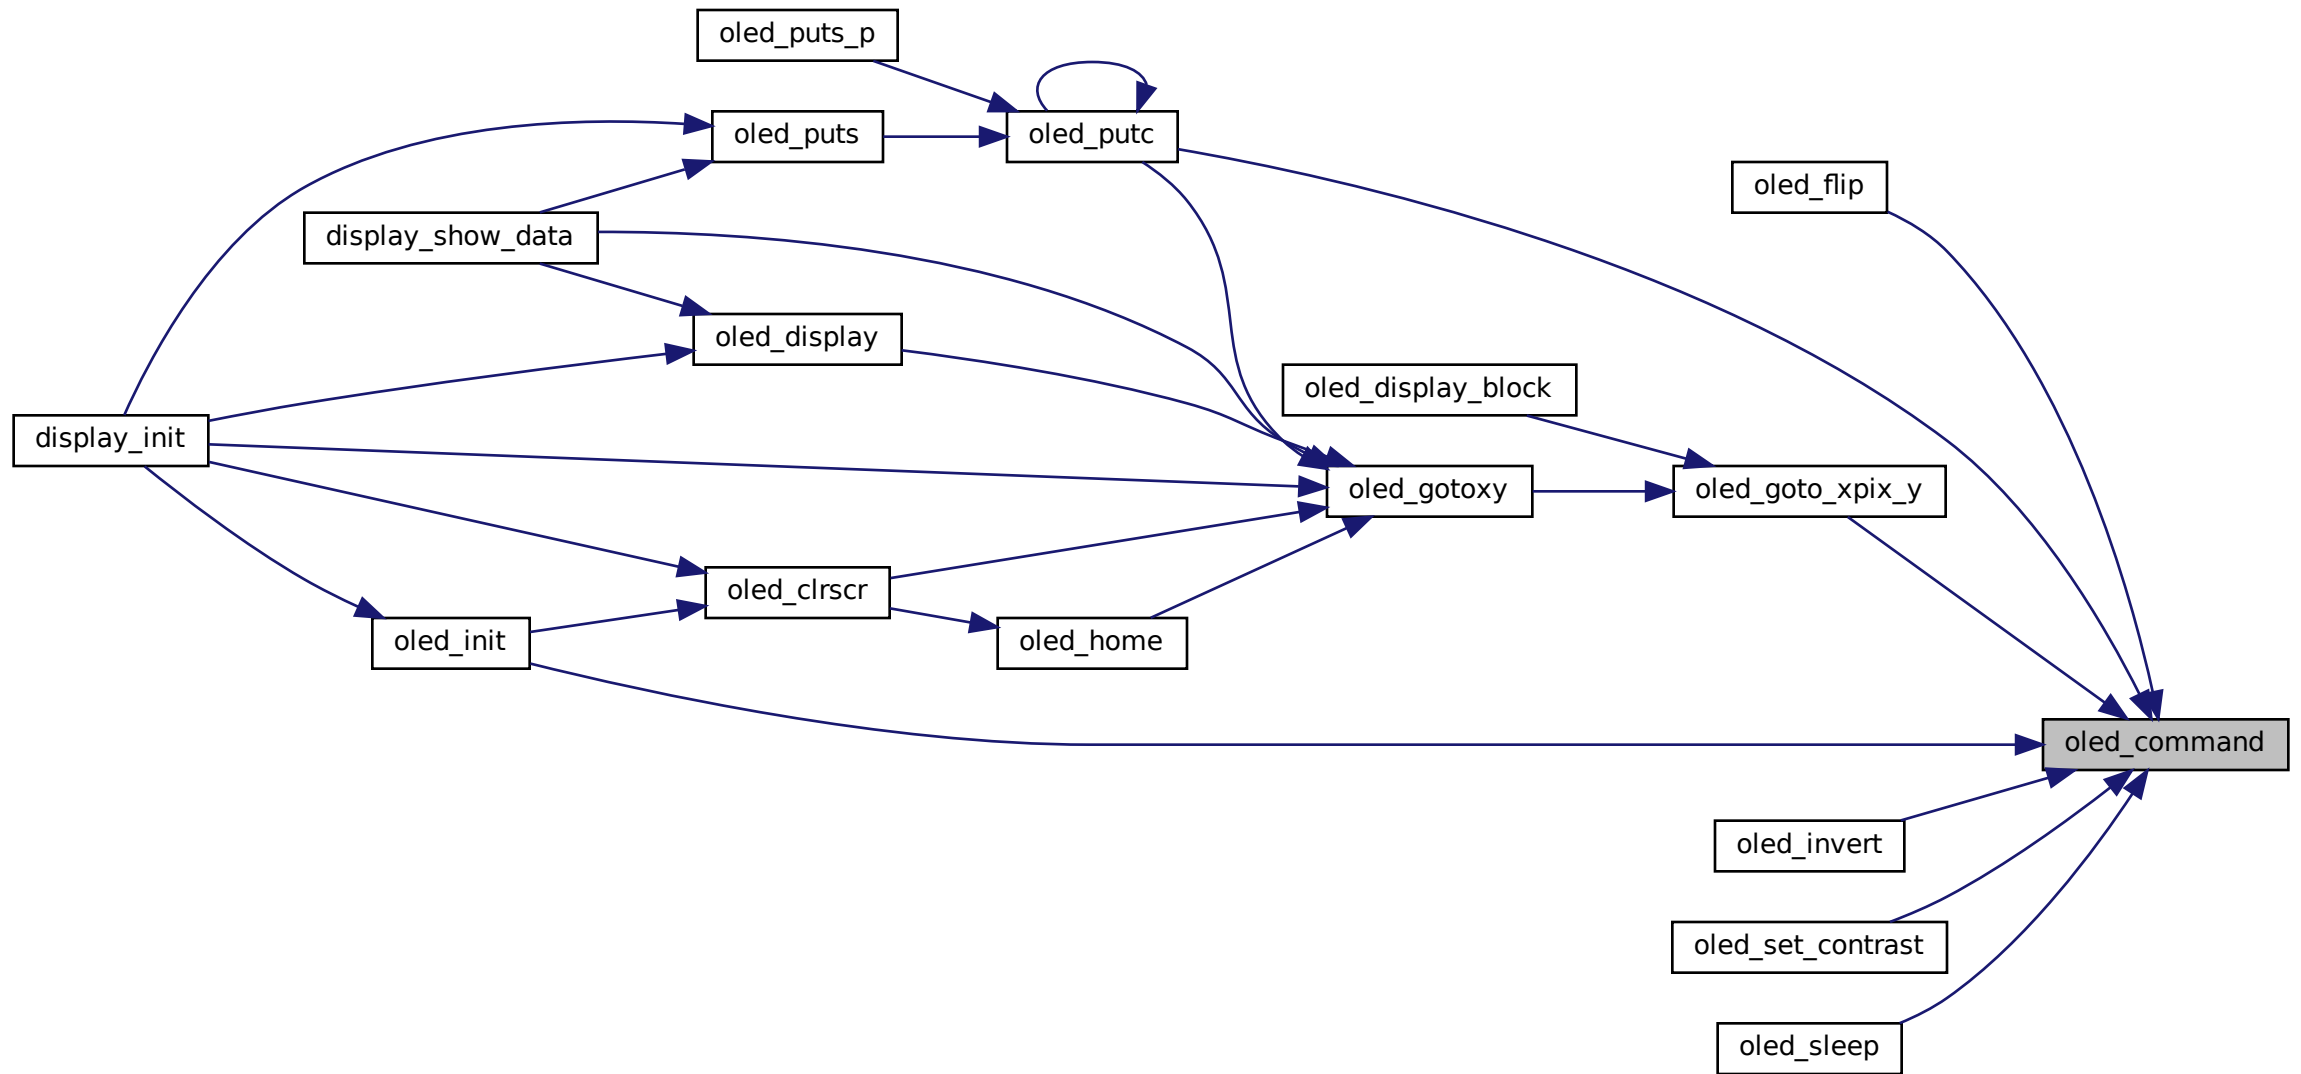 oled_puts_p
oled_puts
oled_putc
oled_flip
display_show_data
oled_display
oled_display_block
display_init
oled_gotoxy
oled_goto_xpix_y
oled_clrscr
oled_init
oled_home
oled_command
oled_invert
oled_set_contrast
oled_sleep